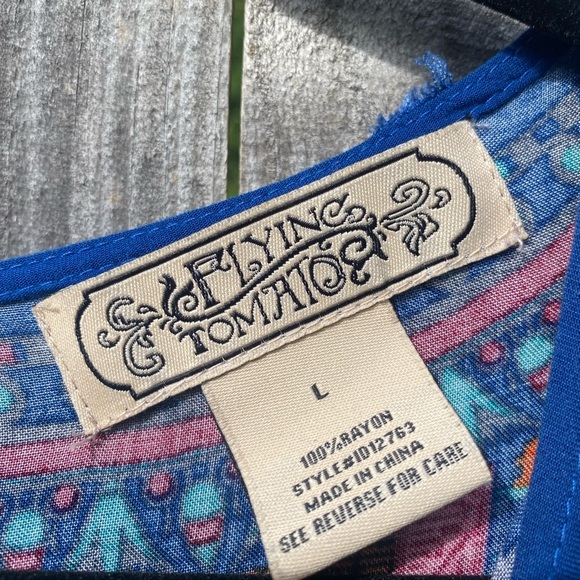 FLYING
TOMATO
L
100%RAYON
STYLE#ID12763
MADE IN CHINA
SEE REVERSE FOR CARE